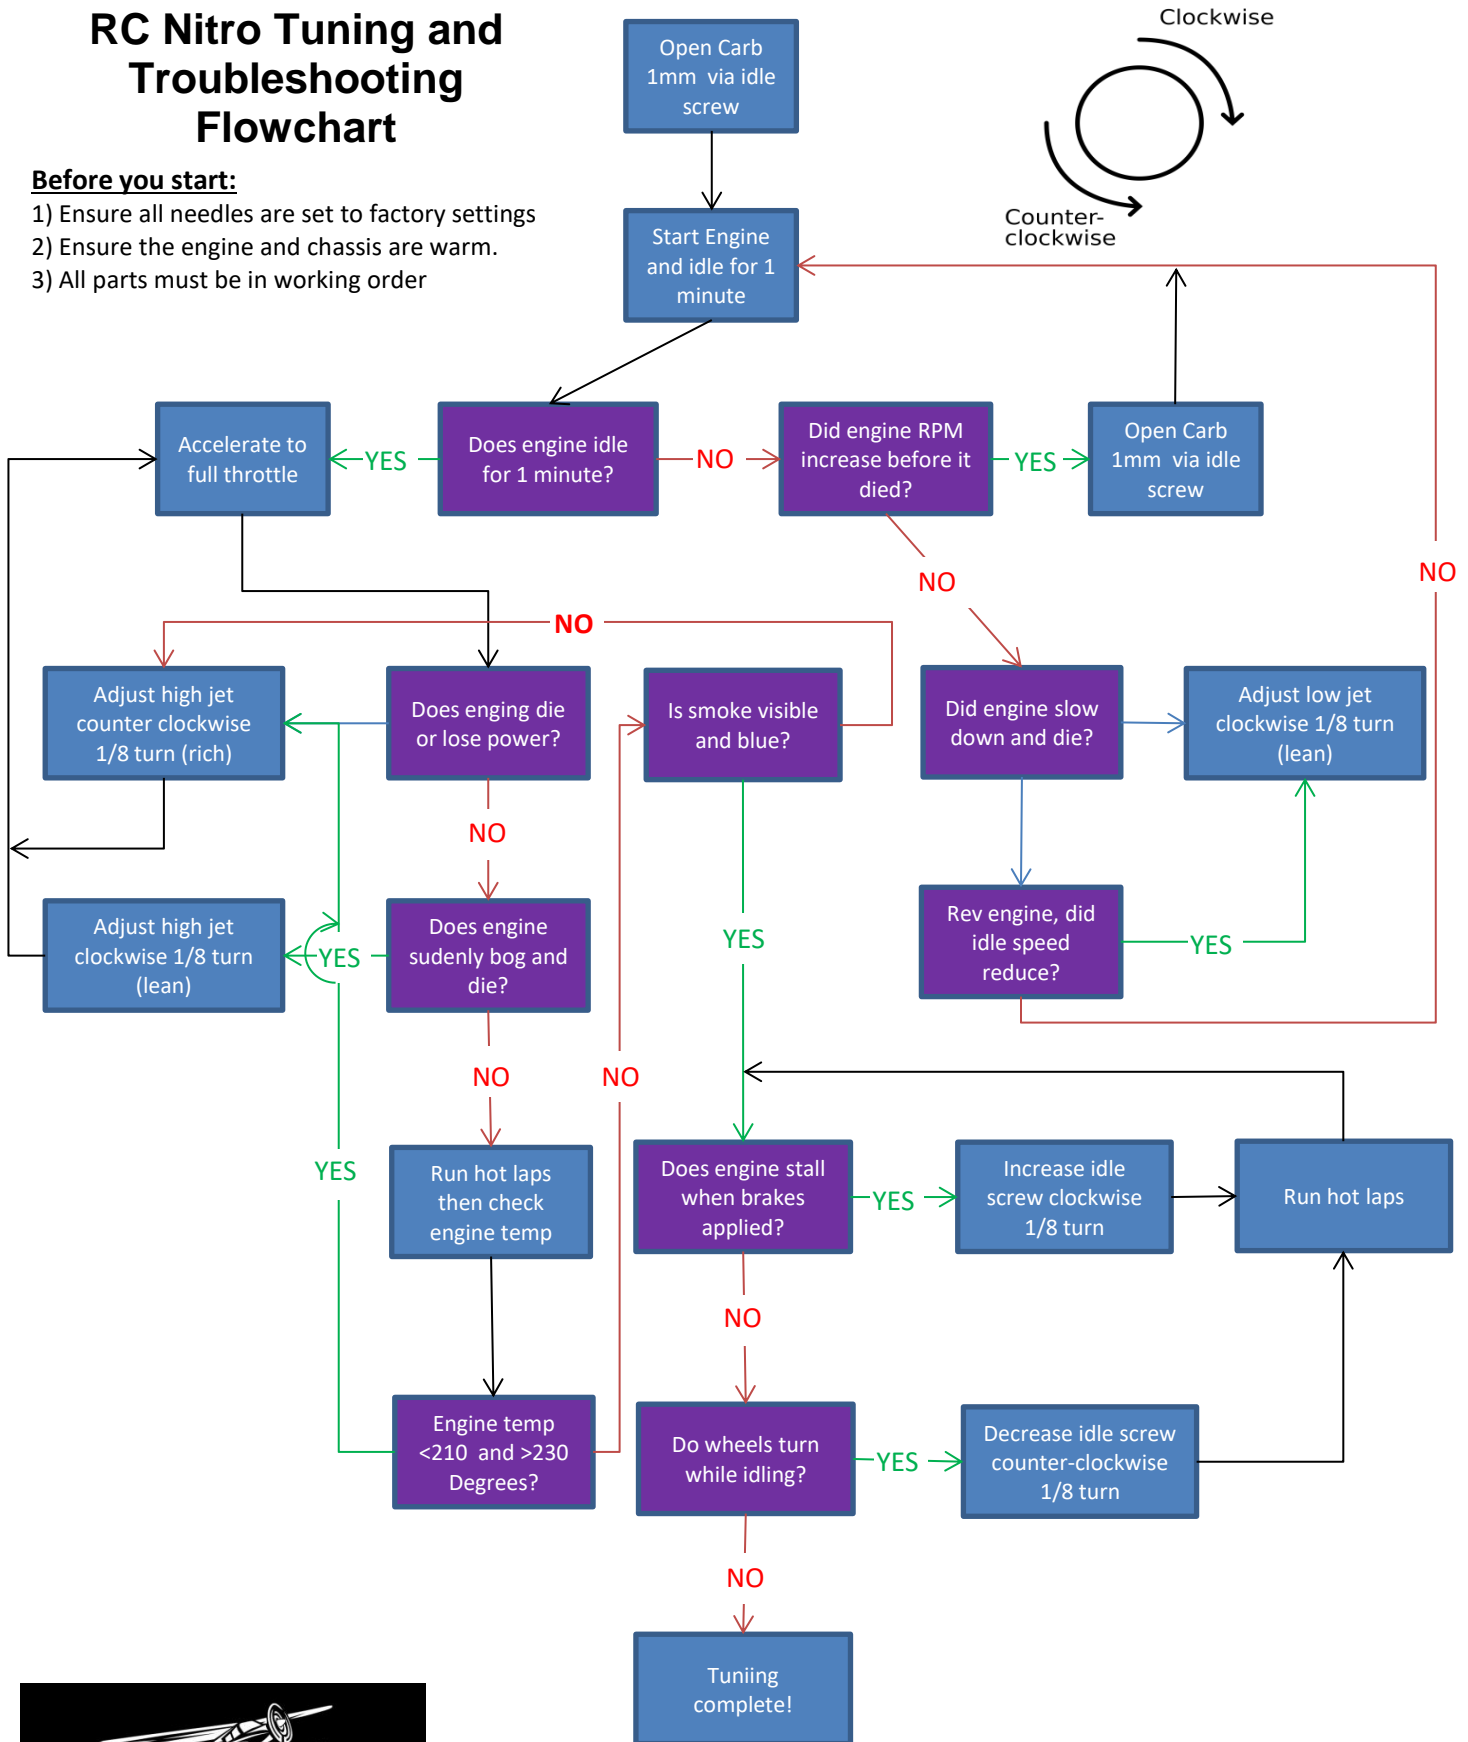 RC Nitro Tuning and
Troubleshooting
Flowchart
Before you start:
1) Ensure all needles are set to factory settings
2) Ensure the engine and chassis are warm.
3) All parts must be in working order
Open Carb
1mm via idle
screw
Clockwise
Counter-
clockwise
Start Engine
and idle for 1
minute
Accelerate to
full throttle
YES
Does engine idle
for 1 minute?
NO
Did engine RPM
increase before it
died?
YES
Open Carb
1mm via idle
screw
NO
NO
NO
Adjust high jet
counter clockwise
1/8 turn (rich)
Does enging die
or lose power?
Is smoke visible
and blue?
Did engine slow
down and die?
Adjust low jet
clockwise 1/8 turn
(lean)
NO
Adjust high jet
clockwise 1/8 turn
(lean)
YES
Does engine
sudenly bog and
die?
YES
Rev engine, did
idle speed
reduce?
YES
NO
NO
YES
Run hot laps
then check
engine temp
Does engine stall
when brakes
applied?
YES
Increase idle
screw clockwise
1/8 turn
Run hot laps
NO
Engine temp
<210 and >230
Degrees?
Do wheels turn
while idling?
YES
Decrease idle screw
counter-clockwise
1/8 turn
NO
Tuniing
complete!